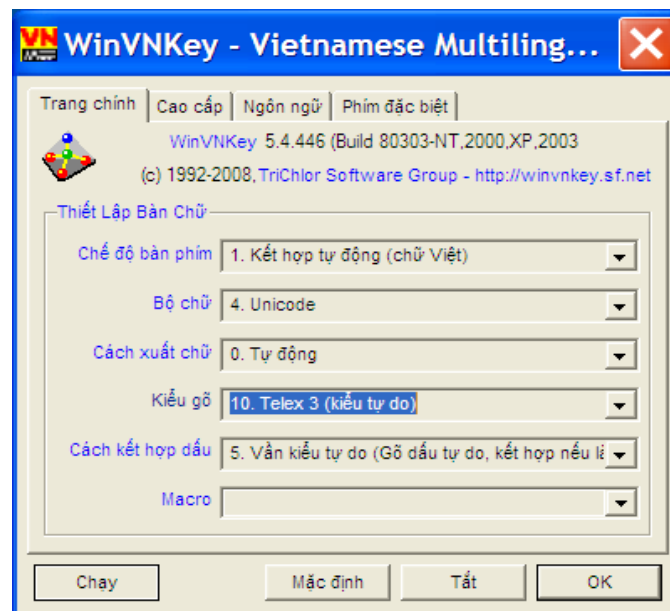 VN WinVNKey - Vietnamese Multiling...
Trang chính Cao cấp Ngôn ngữ Phím đặc biệt
WinVNKey 5.4.446 (Build 80303-NT,2000,XP,2003
(c) 1992-2008, TriChlor Software Group - http://winvnkey.sf.net
Thiết Lập Bàn Chữ
Chế độ bàn phím 1. Kết hợp tự động (chữ Việt)
Bộ chữ 4. Unicode
Cách xuất chữ 0. Tự động
Kiểu gõ 10. Telex 3 (kiểu tự do)
Cách kết hợp dấu 5. Vần kiểu tự do (Gõ dấu tự do, kết hợp nếu
Macro
Chạy Mặc định Tắt OK